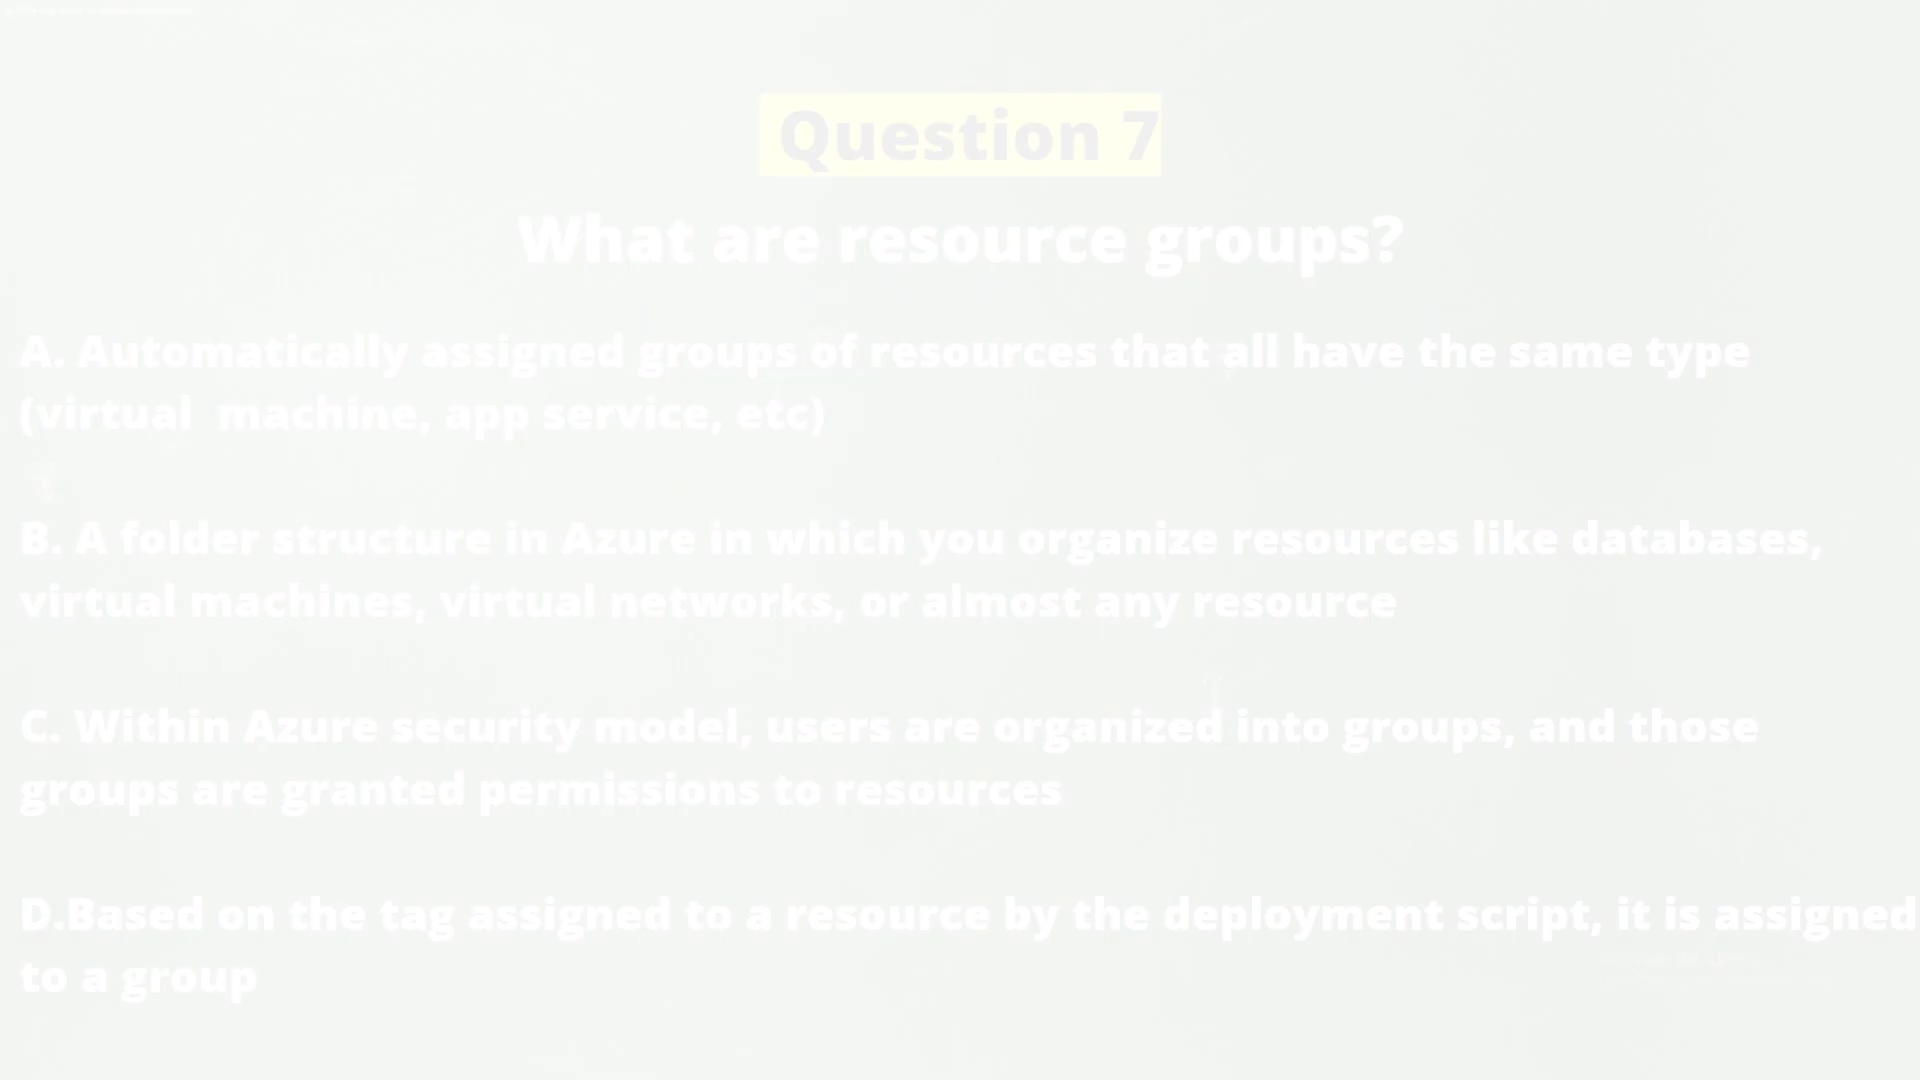 Question 7
What are resource groups?
A. Automatically assigned groups of resources that all have the same type
(virtual machine, app service, etc)
B. A folder structure in Azure in which you organize resources like databases,
virtual machines, virtual networks, or almost any resource
C. Within Azure security model, users are organized into groups, and those
groups are granted permissions to resources
D.Based on the tag assigned to a resource by the deployment script, it is assigned
to a group